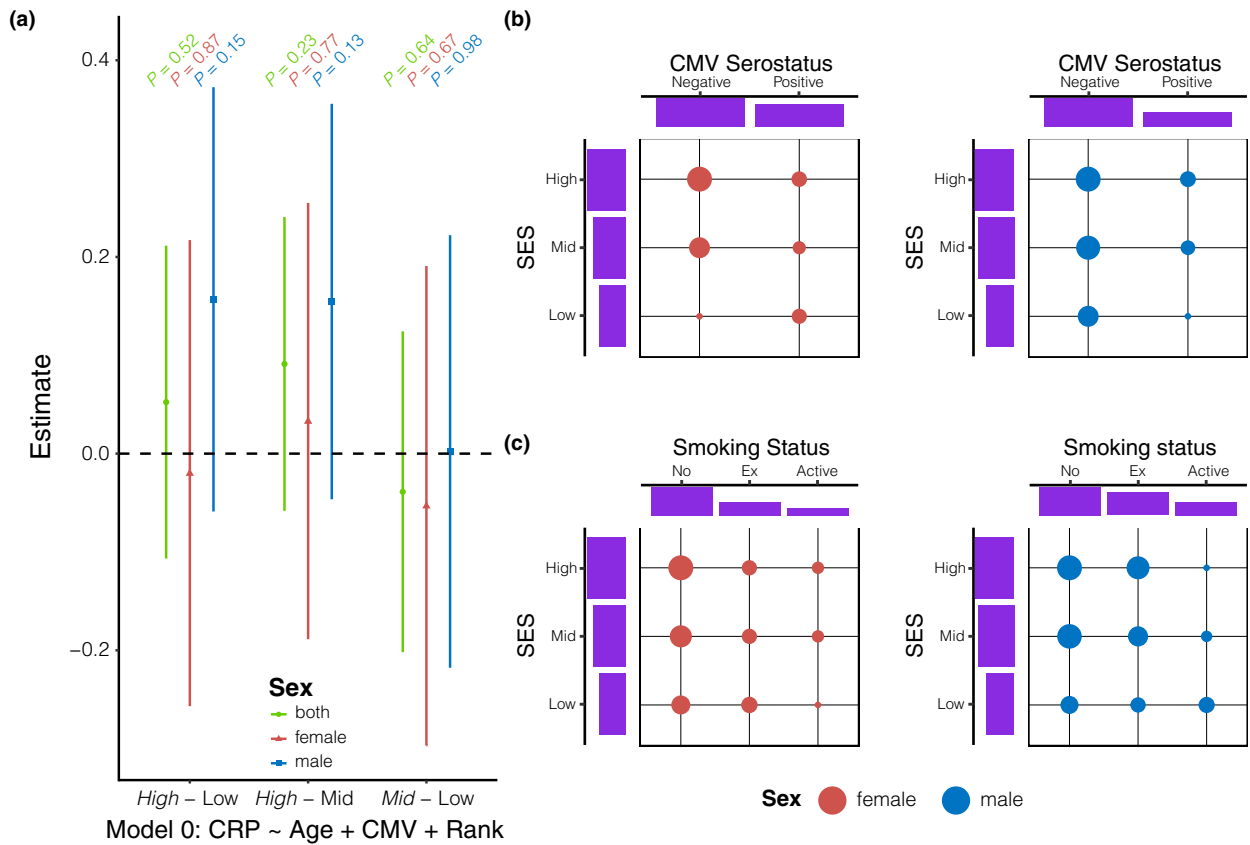 (a)
P = 0.52
P = 0.87
P = 0.15
P = 0.23
P = 0.77
P = 0.13
P = 0.64
P = 0.67
P = 0.98
0.4
0.2
0.0
−0.2
Estimate
Sex
both
female
male
High – Low
High – Mid
Mid – Low
Model 0: CRP ~ Age + CMV + Rank
(b)
CMV Serostatus
Negative
Positive
SES
High
Mid
Low
CMV Serostatus
Negative
Positive
SES
High
Mid
Low
(c)
Smoking Status
No
Ex
Active
SES
High
Mid
Low
Smoking status
No
Ex
Active
SES
High
Mid
Low
Sex
female
male